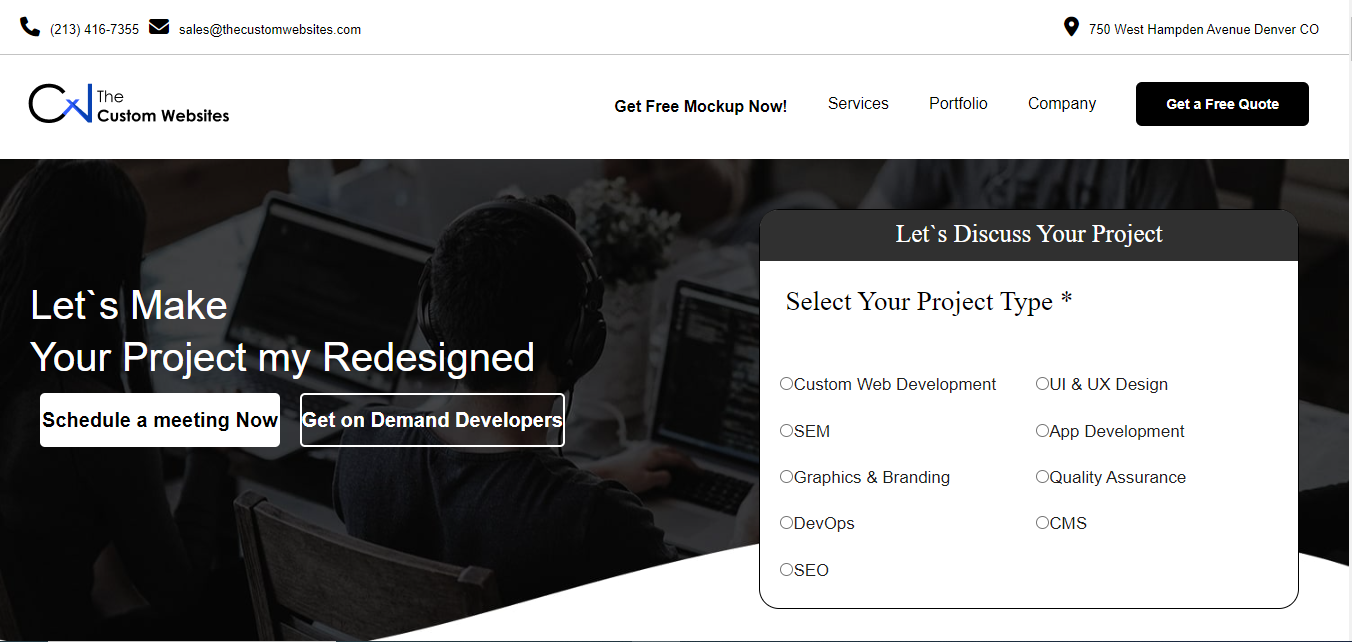 (213) 416-7355 sales@thecustomwebsites.com 750 West Hampden Avenue Denver CO
The
Custom Websites
Get Free Mockup Now! Services Portfolio Company Get a Free Quote
Let`s Make
Your Project my Redesigned
Schedule a meeting Now Get on Demand Developers
Let`s Discuss Your Project
Select Your Project Type *
Custom Web Development UI & UX Design
SEM App Development
Graphics & Branding Quality Assurance
DevOps CMS
SEO